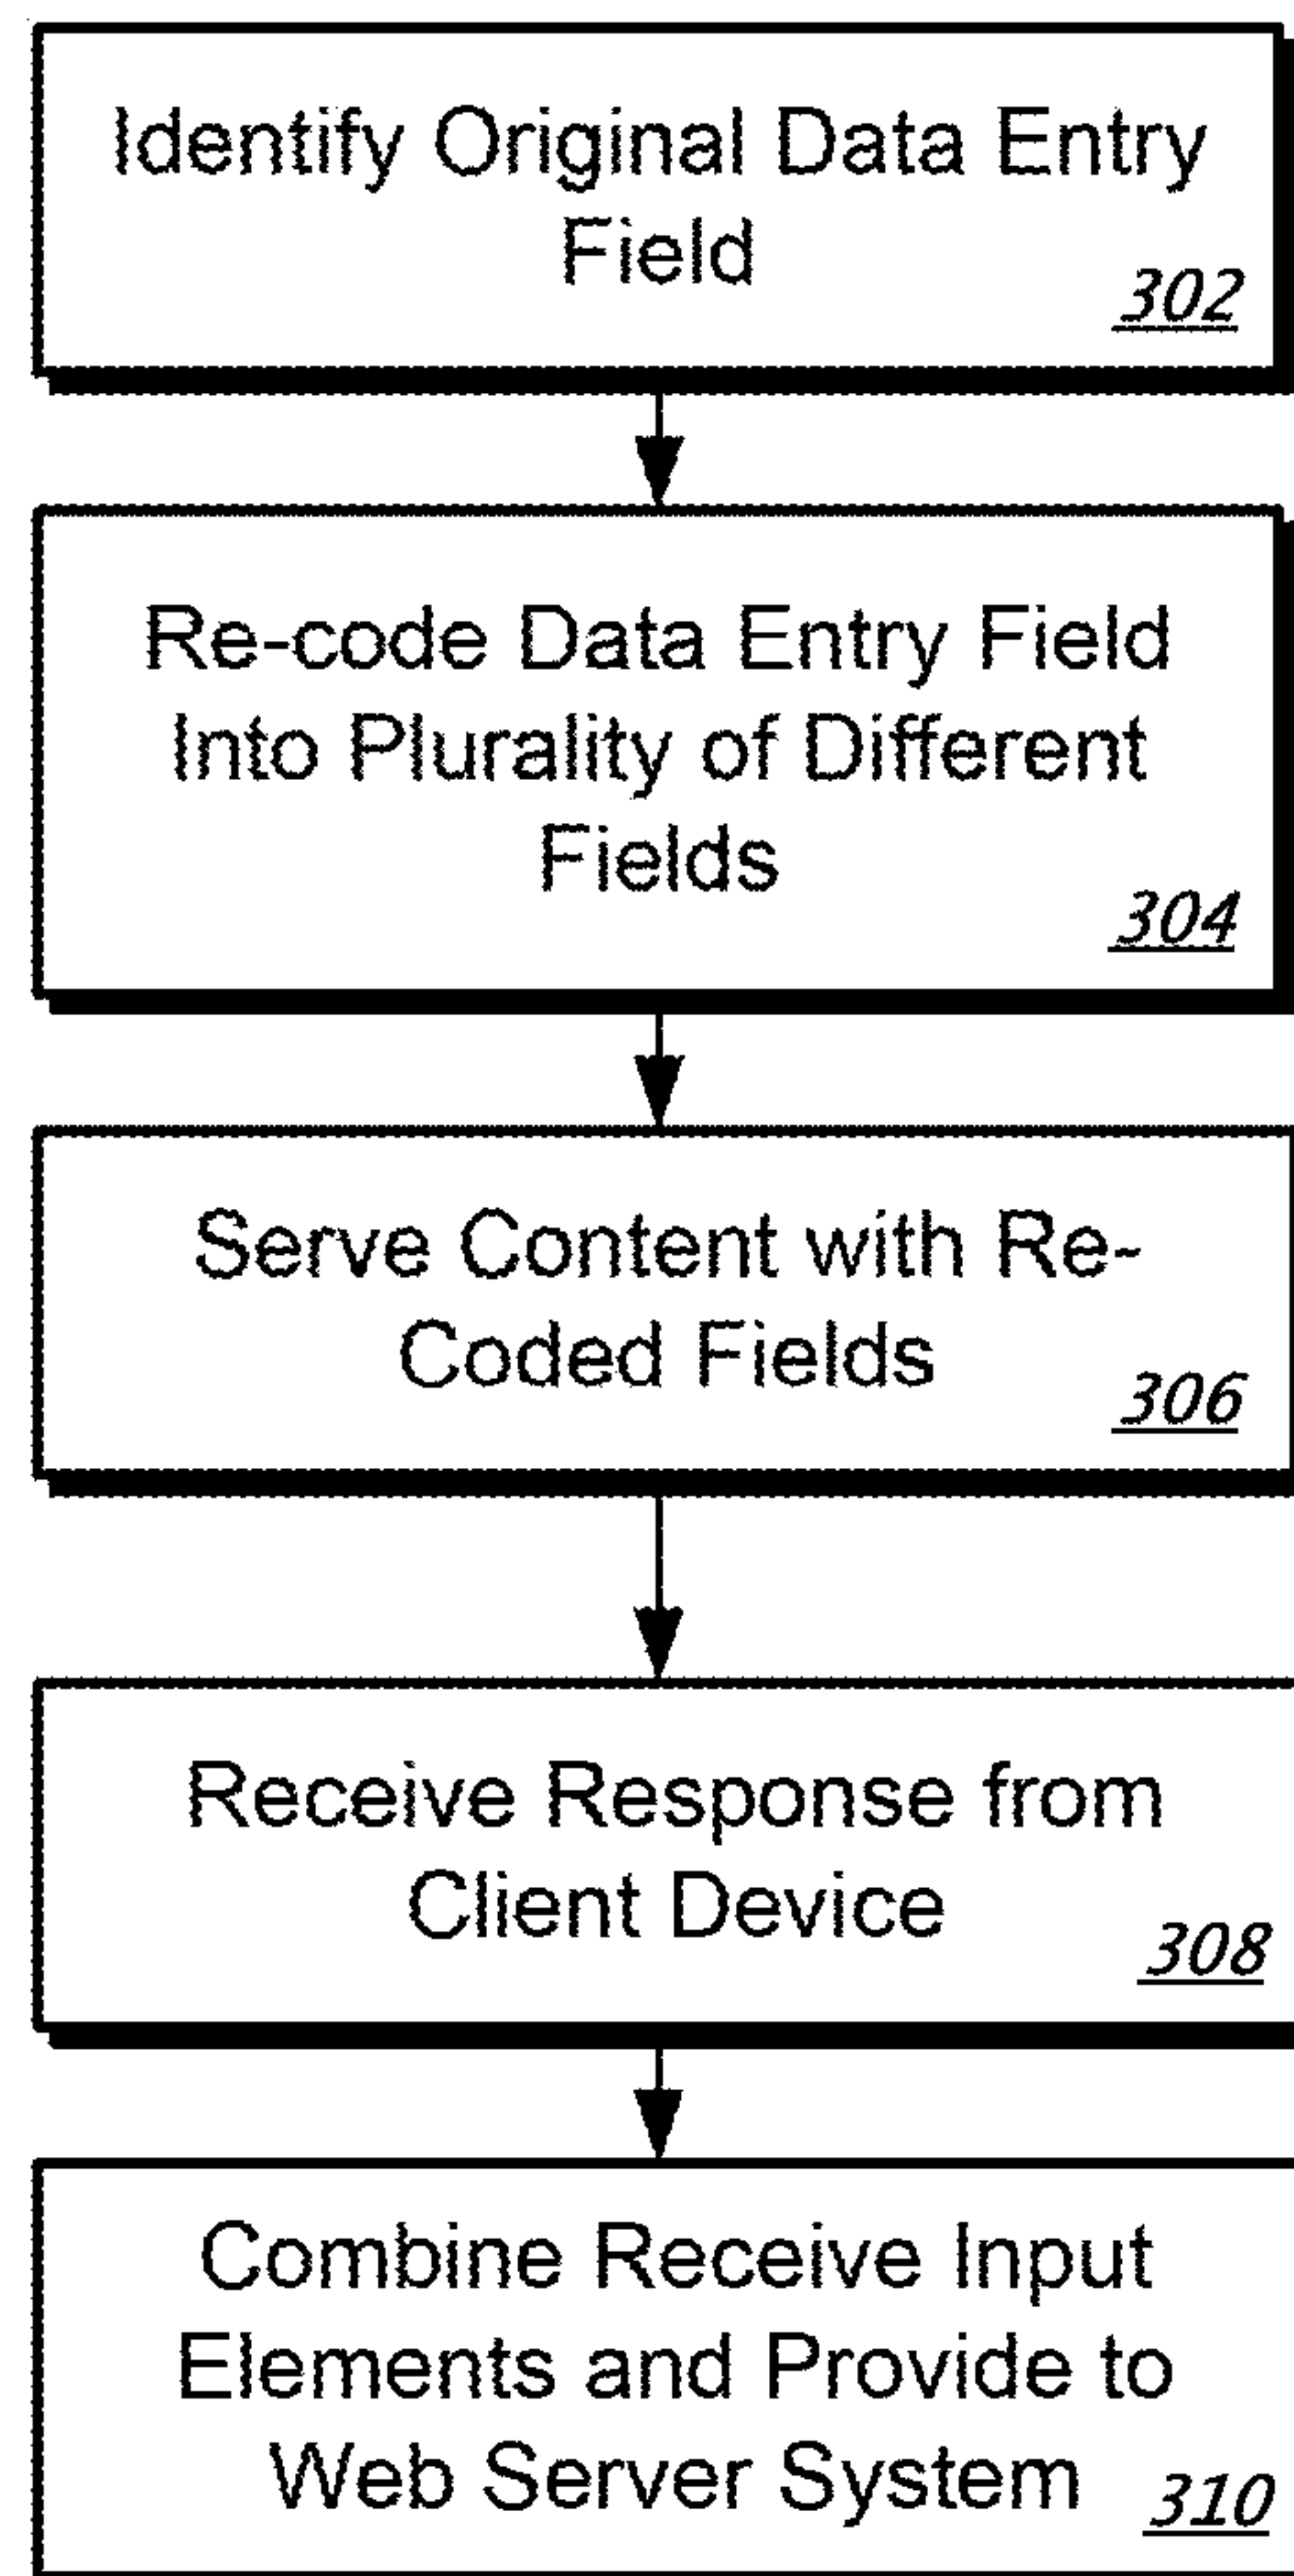 Identify Original Data Entry
Field
302
Re-code Data Entry Field
Into Plurality of Different
Fields
304
Serve Content with Re-
Coded Fields
306
Receive Response from
Client Device
308
Combine Receive Input
Elements and Provide to
Web Server System
310